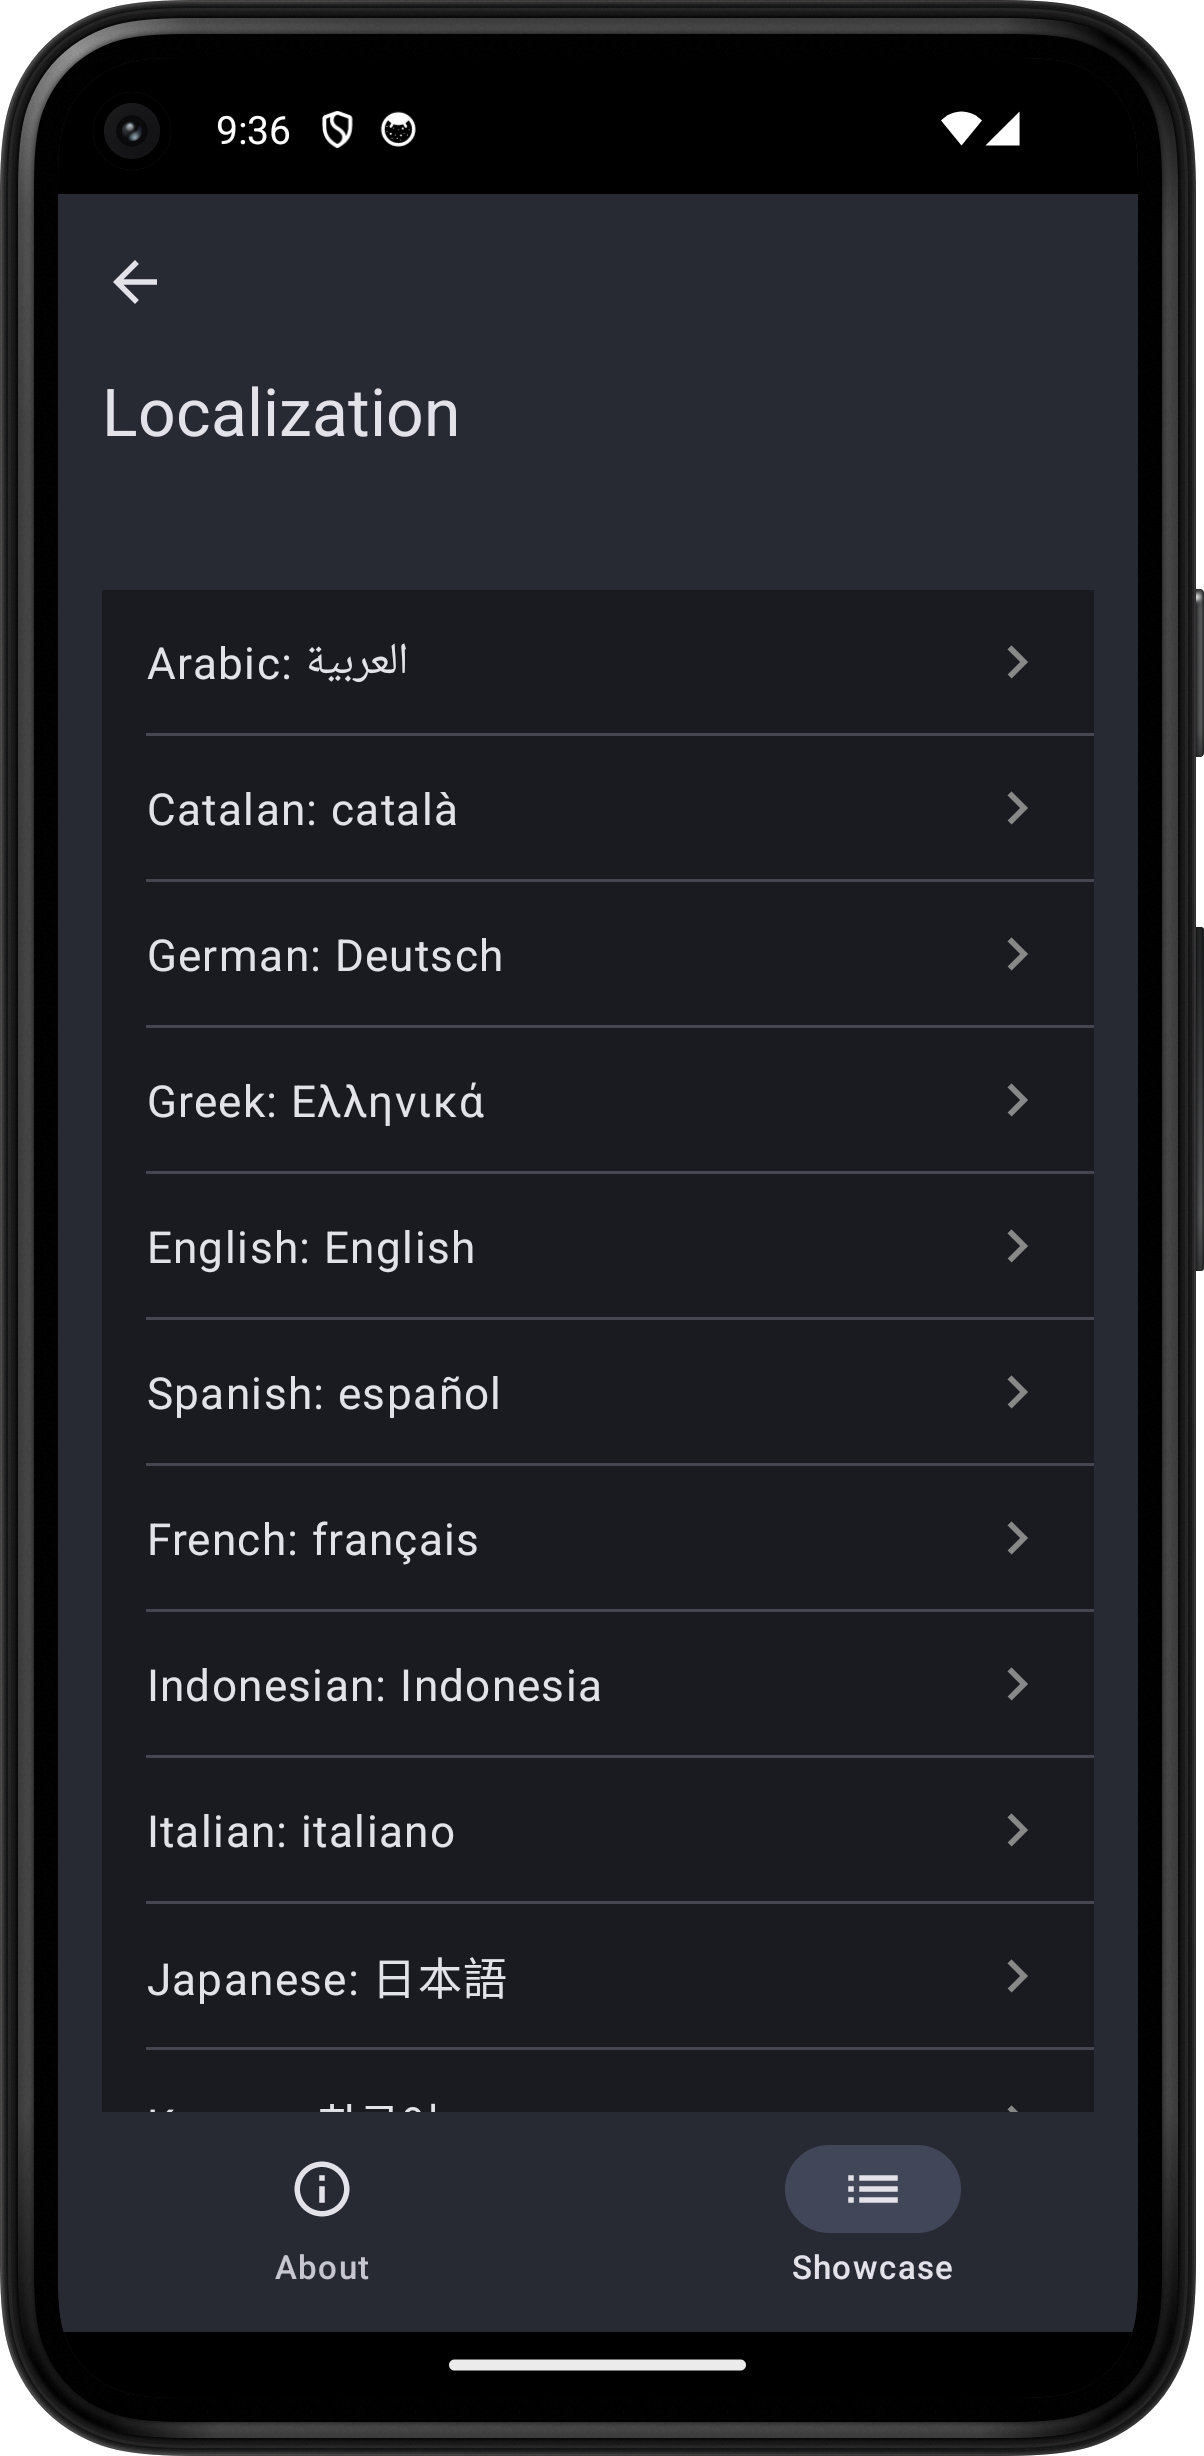 9:36
Localization
Arabic: العربية
Catalan: català
German: Deutsch
Greek: Ελληνικά
English: English
Spanish: español
French: français
Indonesian: Indonesia
Italian: italiano
Japanese: 日本語
About
Showcase